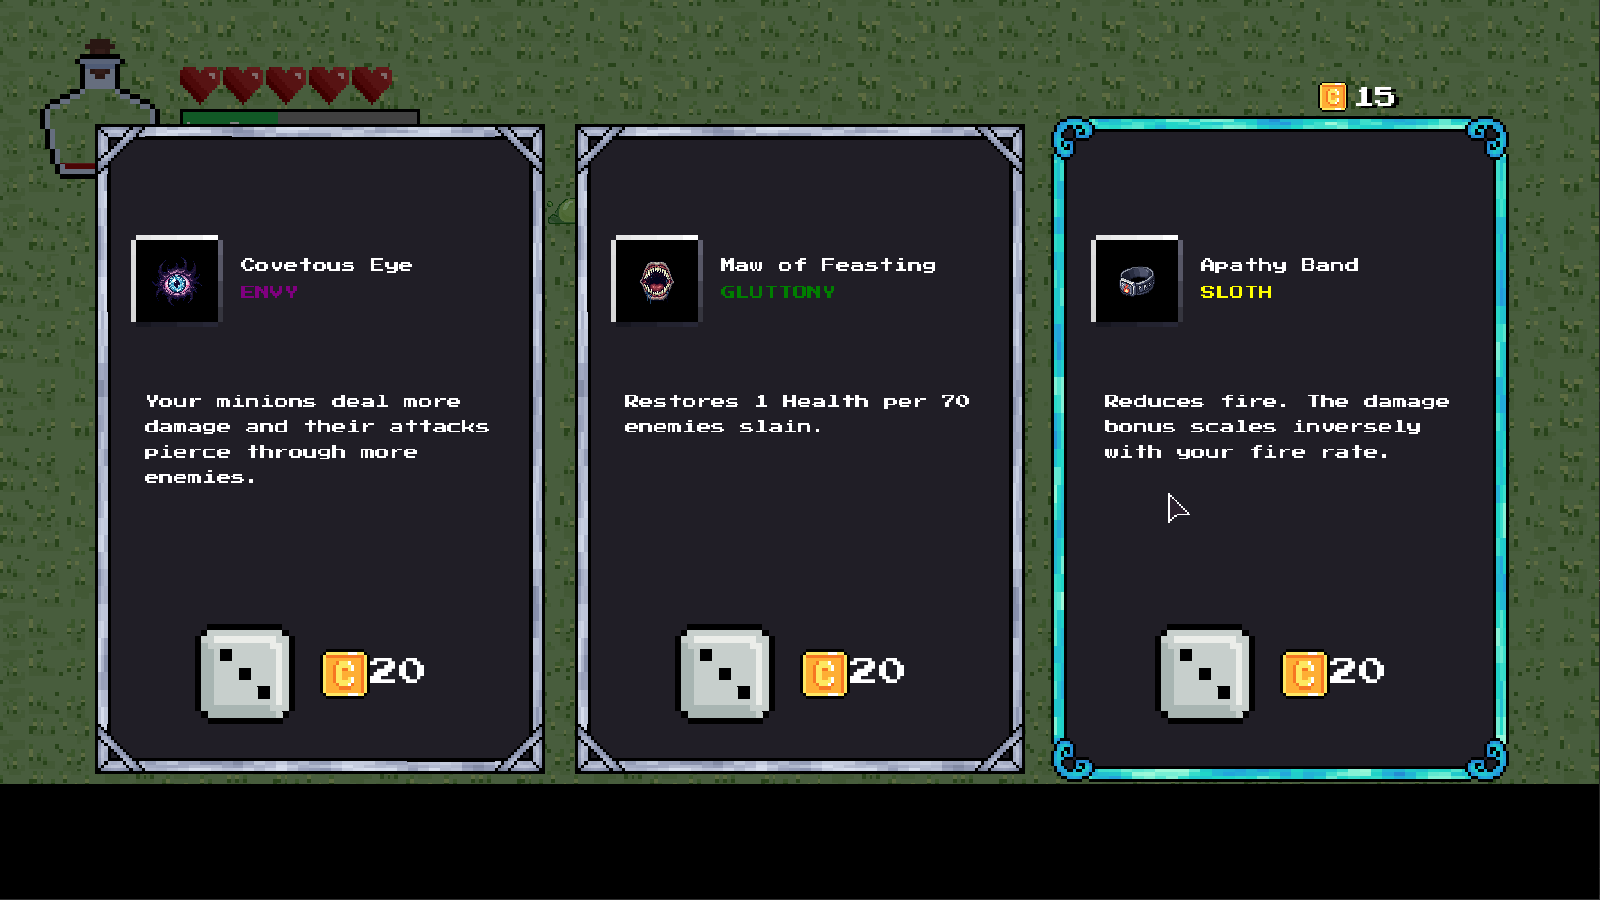 C 15
Covetous Eye
ENVY
Your minions deal more
damage and their attacks
pierce through more
enemies.
C 20
Maw of Feasting
GLUTTONY
Restores 1 Health per 70
enemies slain.
C 20
Apathy Band
SLOTH
Reduces fire. The damage
bonus scales inversely
with your fire rate.
C 20